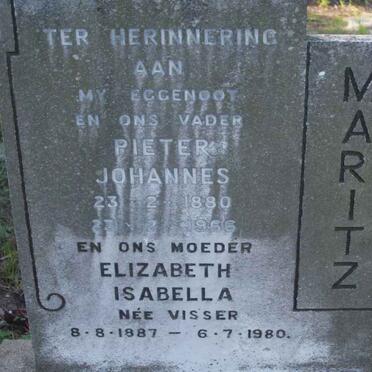 TER HERINNERING
AAN
MY EGGENOOT
EN ONS VADER
PIETER
JOHANNES
23-2-1880
EN ONS MOEDER
ELIZABETH
ISABELLA
NÉE VISSER
8-8-1887 – 6-7-1980.
MARITZ